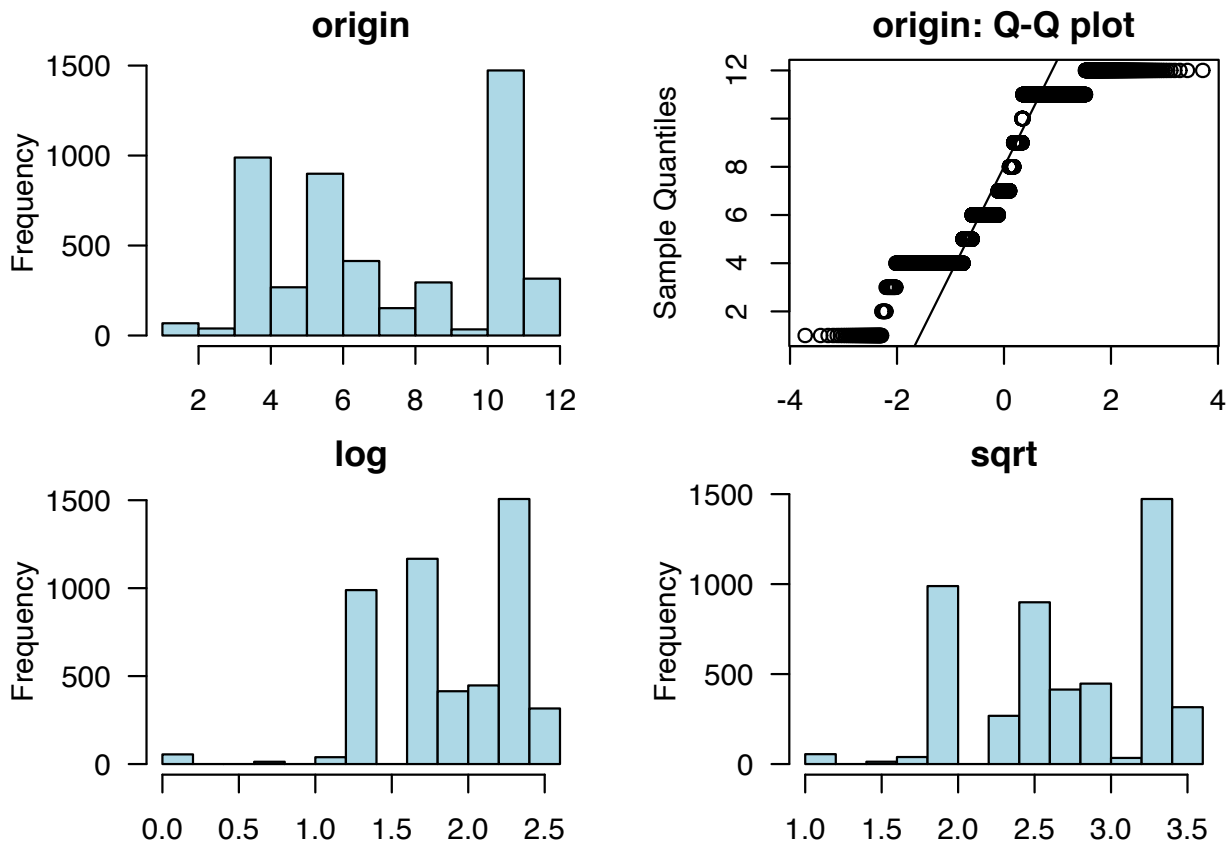 origin
Frequency
1500
1000
500
0
2 4 6 8 10 12
origin: Q-Q plot
Sample Quantiles
12
8
6
4
2
-4 -2 0 2 4
log
Frequency
1500
1000
500
0
0.0 0.5 1.0 1.5 2.0 2.5
sqrt
Frequency
1500
1000
500
0
1.0 1.5 2.0 2.5 3.0 3.5